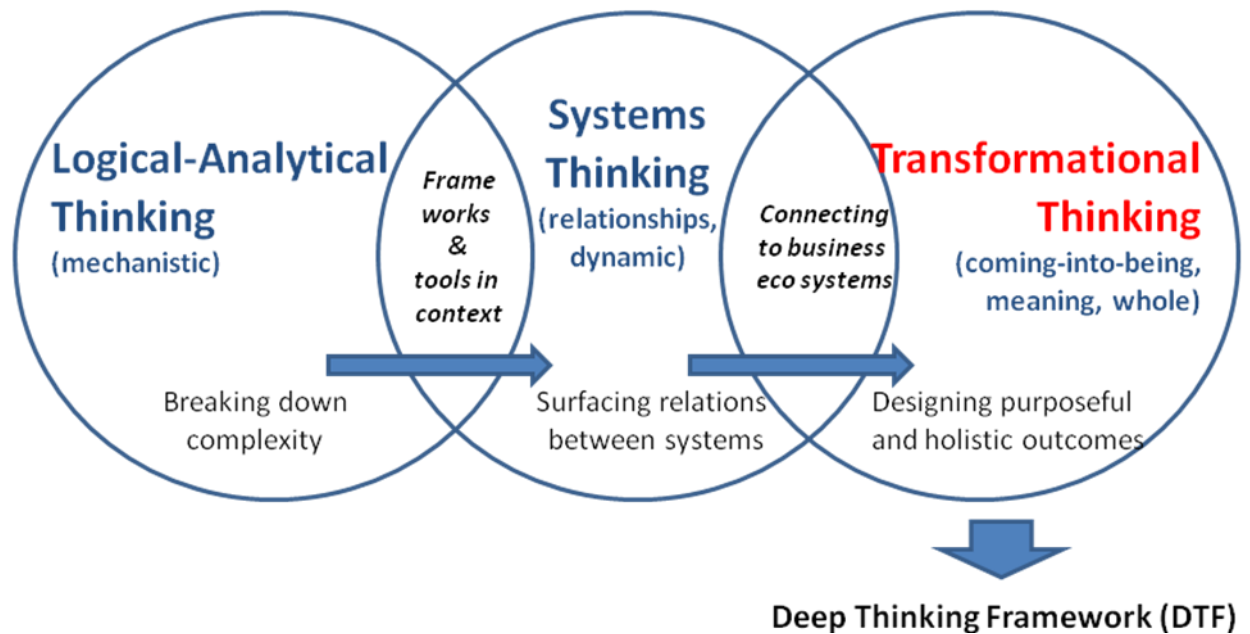 Logical-Analytical
Thinking
(mechanistic)
Breaking down
complexity
Frame
works
&
tools in
context
Systems
Thinking
(relationships,
dynamic)
Surfacing relations
between systems
Connecting
to business
eco systems
Transformational
Thinking
(coming-into-being,
meaning, whole)
Designing purposeful
and holistic outcomes
Deep Thinking Framework (DTF)